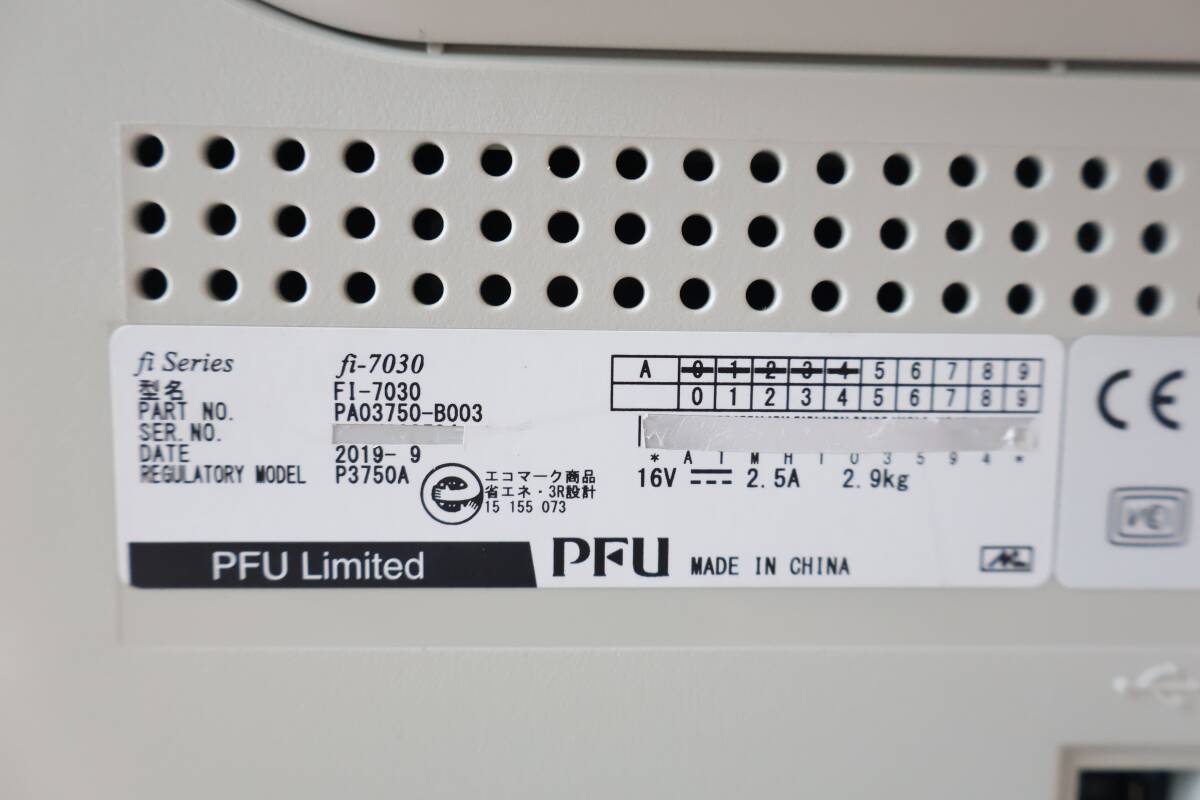 fi Series fi-7030
型名 FI-7030
PART NO. PA03750-B003
SER.NO.
DATE 2019- 9
REGULATORY MODEL P3750A
エコマーク商品
省エネ・3R設計
15 155 073
A 0 1 2 3 4 5 6 7 8 9
0 1 2 3 4 5 6 7 8 9
16V 2.5A 2.9kg
PFU Limited PFU MADE IN CHINA
CE